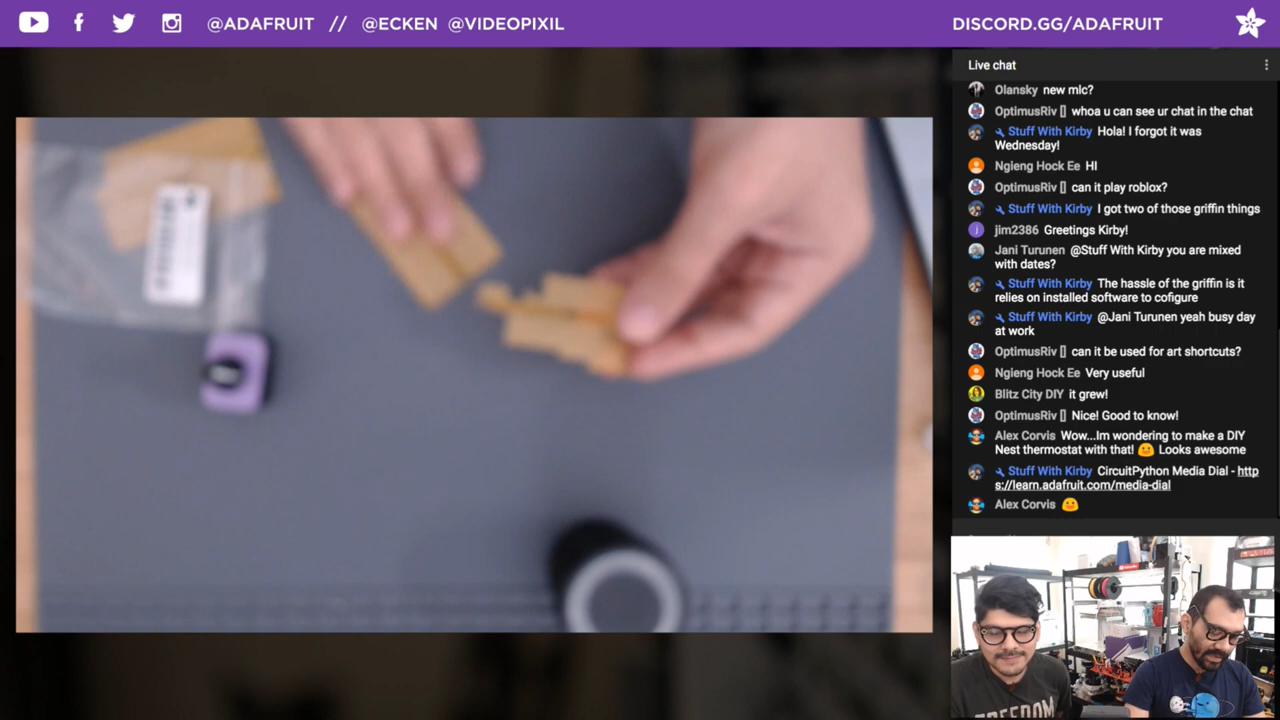 @ADAFRUIT // @ECKEN @VIDEOPIXIL
DISCORD.GG/ADAFRUIT
Live chat
Olansky new mlc?
OptimusRiv [] whoa u can see ur chat in the chat
Stuff With Kirby Hola! I forgot it was
Wednesday!
Ngieng Hock Ee HI
OptimusRiv [] can it play roblox?
Stuff With Kirby I got two of those griffin things
jim2386 Greetings Kirby!
Jani Turunen @Stuff With Kirby you are mixed
with dates?
Stuff With Kirby The hassle of the griffin is it
relies on installed software to cofigure
Stuff With Kirby @Jani Turunen yeah busy day
at work
OptimusRiv [] can it be used for art shortcuts?
Ngieng Hock Ee Very useful
Blitz City DIY it grew!
OptimusRiv [] Nice! Good to know!
Alex Corvis Wow...Im wondering to make a DIY
Nest thermostat with that! Looks awesome
Stuff With Kirby CircuitPython Media Dial - http
s://learn.adafruit.com/media-dial
Alex Corvis
FREEDOM